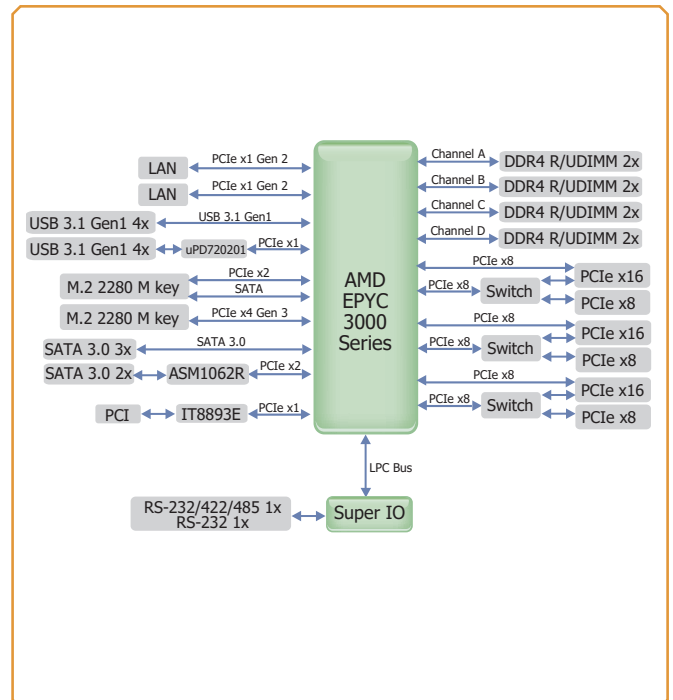 LAN
PCIe x1 Gen 2
LAN
PCIe x1 Gen 2
USB 3.1 Gen1 4x
USB 3.1 Gen1
USB 3.1 Gen1 4x
uPD720201
PCIe x1
M.2 2280 M key
PCIe x2
SATA
M.2 2280 M key
PCIe x4 Gen 3
SATA 3.0 3x
SATA 3.0
SATA 3.0 2x
ASM1062R
PCIe x2
PCI
IT8893E
PCIe x1
AMD
EPYC
3000
Series
Channel A
DDR4 R/UDIMM 2x
Channel B
DDR4 R/UDIMM 2x
Channel C
DDR4 R/UDIMM 2x
Channel D
DDR4 R/UDIMM 2x
PCIe x8
PCIe x16
PCIe x8
Switch
PCIe x8
PCIe x8
PCIe x16
PCIe x8
Switch
PCIe x8
PCIe x8
PCIe x16
PCIe x8
Switch
PCIe x8
LPC Bus
RS-232/422/485 1x
RS-232 1x
Super IO